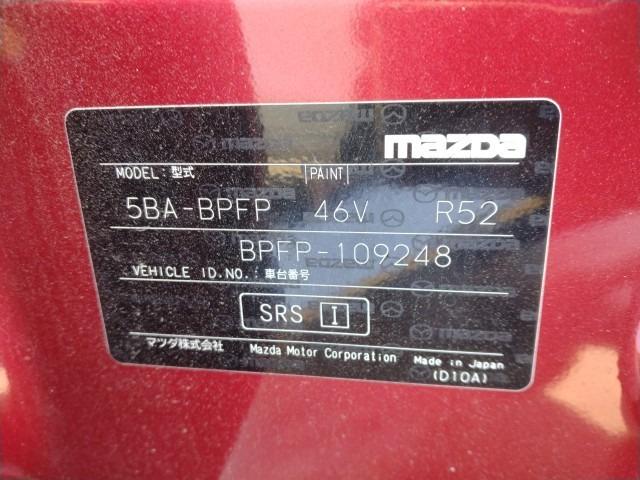 mazda
MODEL:型式 PAINT
5BA-BPFP 46V R52
BPFP-109248
VEHICLE ID.NO.:車台番号
SRS I
マツダ株式会社 Mazda Motor Corporation Made in Japan
(D10A)